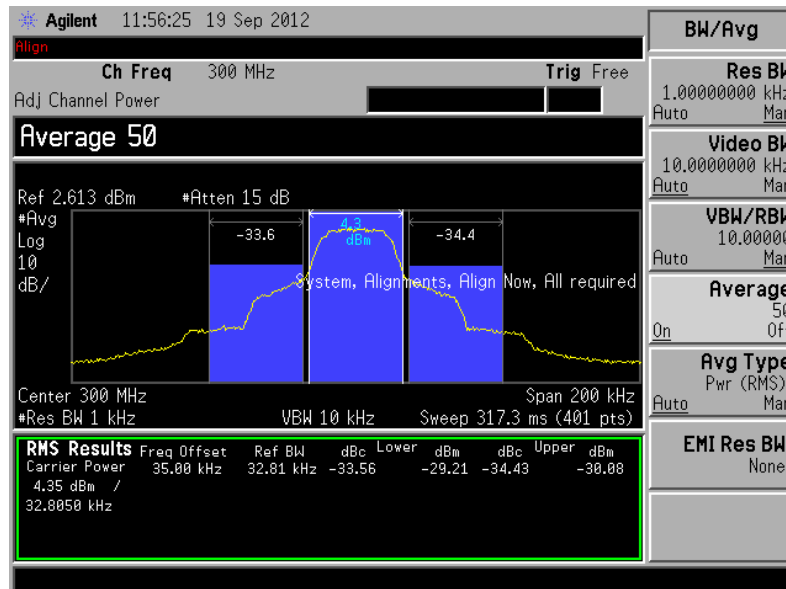 Agilent 11:56:25 19 Sep 2012
Align
Ch Freq 300 MHz Trig Free
Adj Channel Power
Average 50
Ref 2.613 dBm #Atten 15 dB
#Avg
Log
10
dB/
-33.6
4.3
dBm
-34.4
System, Alignments, Align Now, All required
Center 300 MHz Span 200 kHz
#Res BW 1 kHz VBW 10 kHz Sweep 317.3 ms (401 pts)
RMS Results Freq Offset Ref BW dBc Lower dBm dBc Upper dBm
Carrier Power 35.00 kHz 32.81 kHz -33.56 -29.21 -34.43 -30.08
4.35 dBm /
32.8050 kHz
BW/Avg
Res BW
1.00000000 kHz
Auto Man
Video BW
10.0000000 kHz
Auto Man
VBW/RBW
10.00000
Auto Man
Average
50
On Off
Avg Type
Pwr (RMS)
Auto Man
EMI Res BW
None